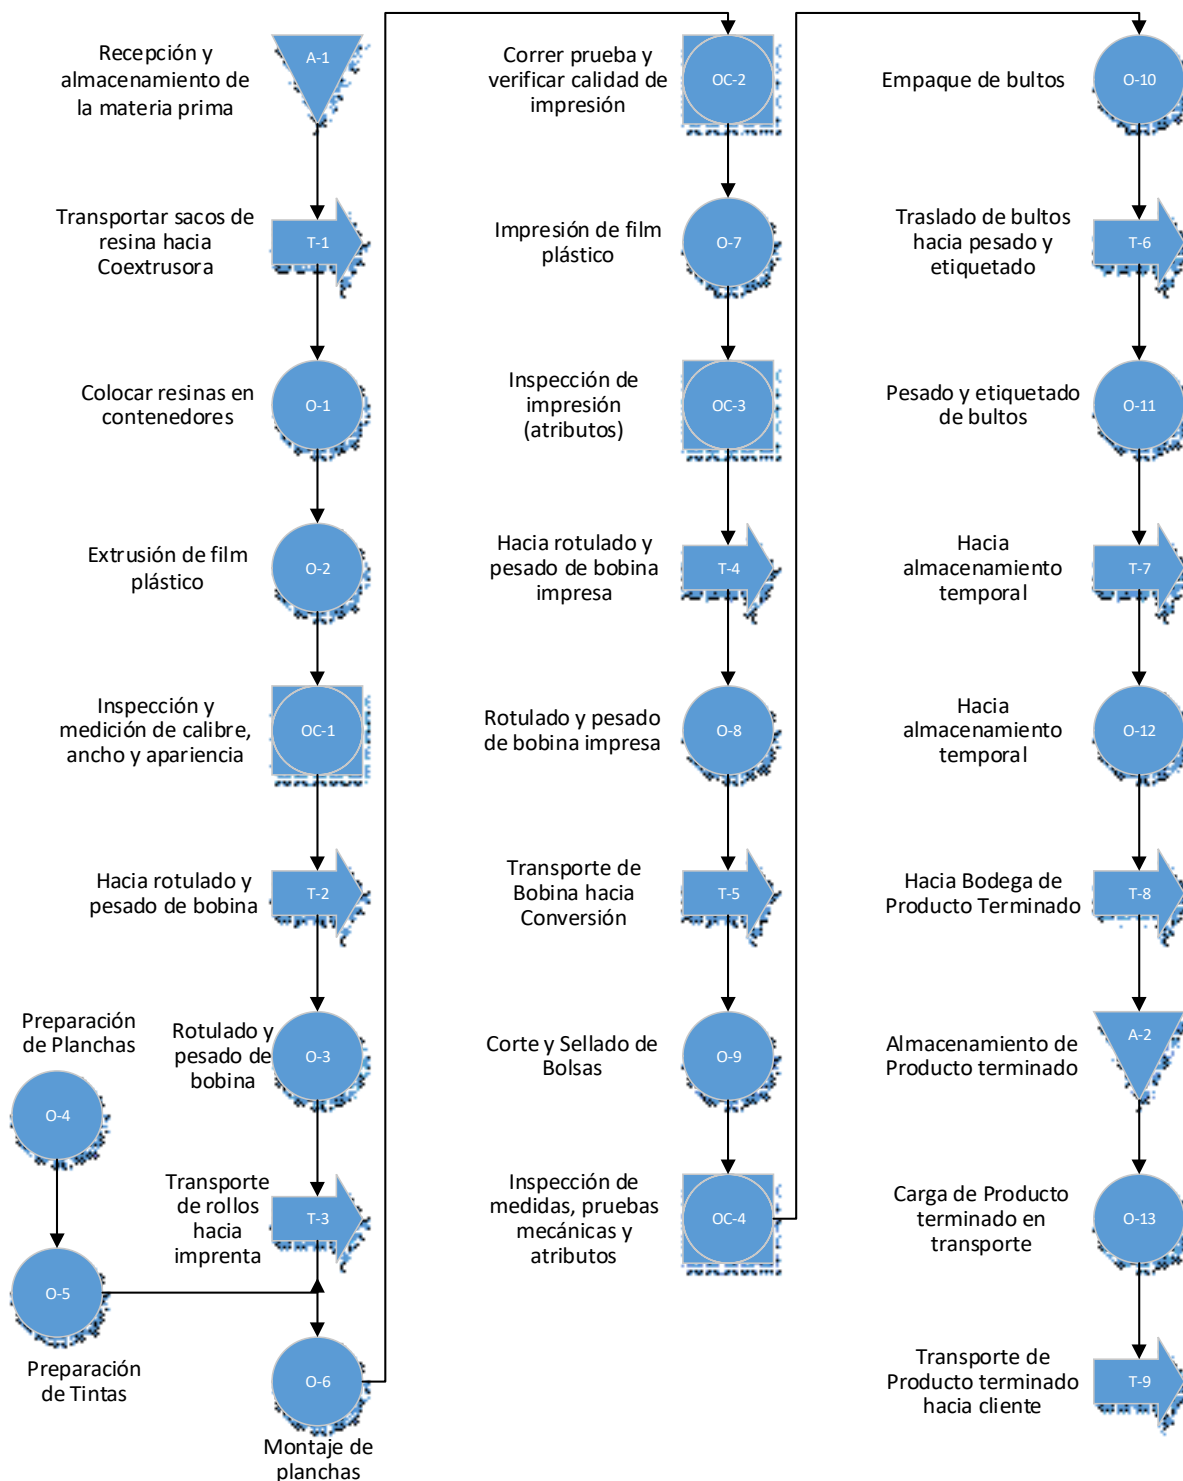 Recepción y
almacenamiento de
la materia prima
A-1
Transportar sacos de
resina hacia
Coextrusora
T-1
Colocar resinas en
contenedores
O-1
Extrusión de film
plástico
O-2
Inspección y
medición de calibre,
ancho y apariencia
OC-1
Hacia rotulado y
pesado de bobina
T-2
Rotulado y
pesado de
bobina
O-3
Preparación
de Planchas
O-4
Transporte
de rollos
hacia
imprenta
T-3
O-5
Preparación
de Tintas
O-6
Montaje de
planchas
Correr prueba y
verificar calidad de
impresión
OC-2
Impresión de film
plástico
O-7
Inspección de
impresión
(atributos)
OC-3
Hacia rotulado y
pesado de bobina
impresa
T-4
Rotulado y pesado
de bobina impresa
O-8
Transporte de
Bobina hacia
Conversión
T-5
Corte y Sellado de
Bolsas
O-9
Inspección de
medidas, pruebas
mecánicas y
atributos
OC-4
Empaque de bultos
O-10
Traslado de bultos
hacia pesado y
etiquetado
T-6
Pesado y etiquetado
de bultos
O-11
Hacia
almacenamiento
temporal
T-7
Hacia
almacenamiento
temporal
O-12
Hacia Bodega de
Producto Terminado
T-8
Almacenamiento de
Producto terminado
A-2
Carga de Producto
terminado en
transporte
O-13
Transporte de
Producto terminado
hacia cliente
T-9